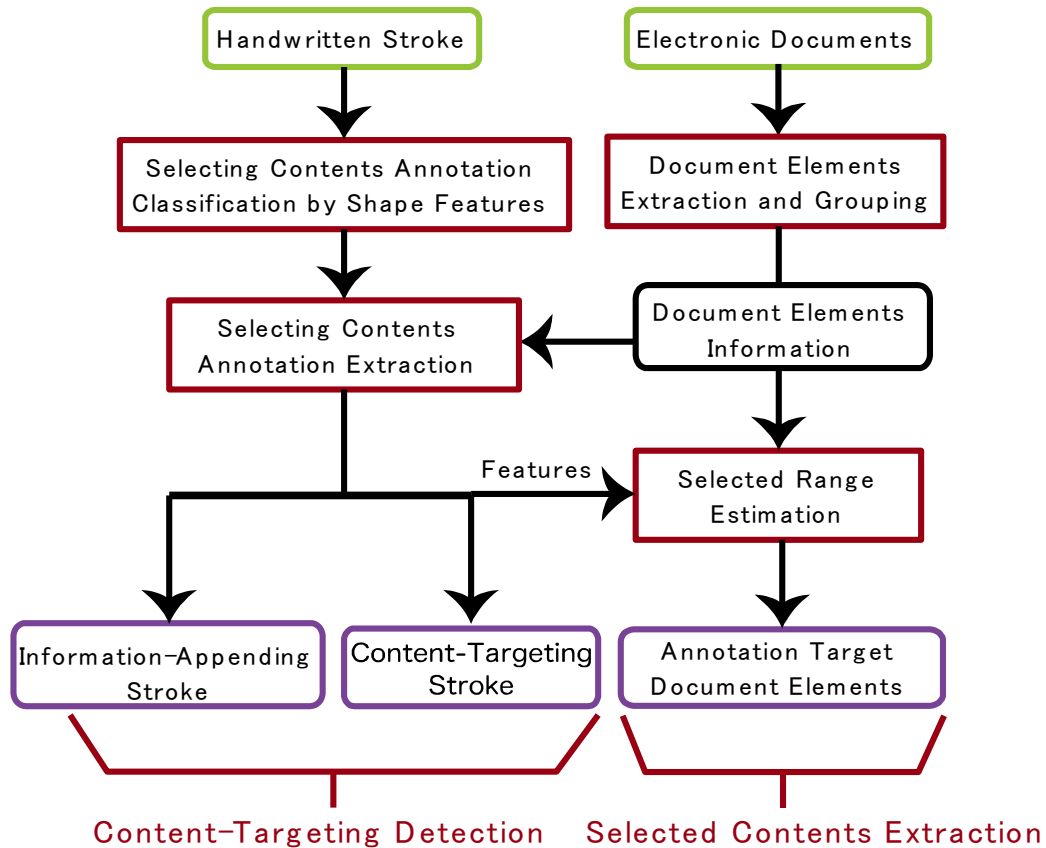 Handwritten Stroke
Electronic Documents
Selecting Contents Annotation
Classification by Shape Features
Document Elements
Extraction and Grouping
Selecting Contents
Annotation Extraction
Document Elements
Information
Features
Selected Range
Estimation
Information-Appending
Stroke
Content-Targeting
Stroke
Annotation Target
Document Elements
Content-Targeting Detection
Selected Contents Extraction